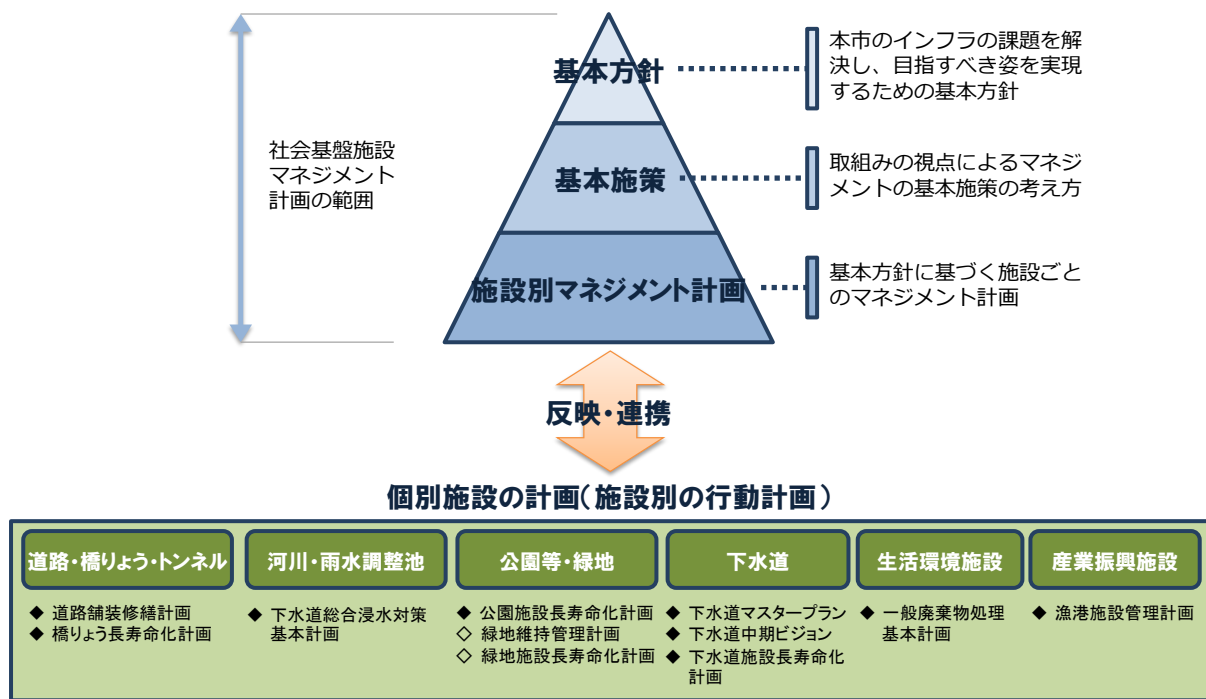 基本方針
本市のインフラの課題を解
決し、目指すべき姿を実現
するための基本方針
社会基盤施設
マネジメント
計画の範囲
基本施策
取組みの視点によるマネジ
メントの基本施策の考え方
施設別マネジメント計画
基本方針に基づく施設ごと
のマネジメント計画
反映・連携
個別施設の計画(施設別の行動計画)
道路・橋りょう・トンネル
◆ 道路舗装修繕計画
◆ 橋りょう長寿命化計画
河川・雨水調整池
◆ 下水道総合浸水対策
基本計画
公園等・緑地
◆ 公園施設長寿命化計画
◇ 緑地維持管理計画
◇ 緑地施設長寿命化計画
下水道
◆ 下水道マスタープラン
◆ 下水道中期ビジョン
◆ 下水道施設長寿命化
計画
生活環境施設
◆ 一般廃棄物処理
基本計画
産業振興施設
◆ 漁港施設管理計画